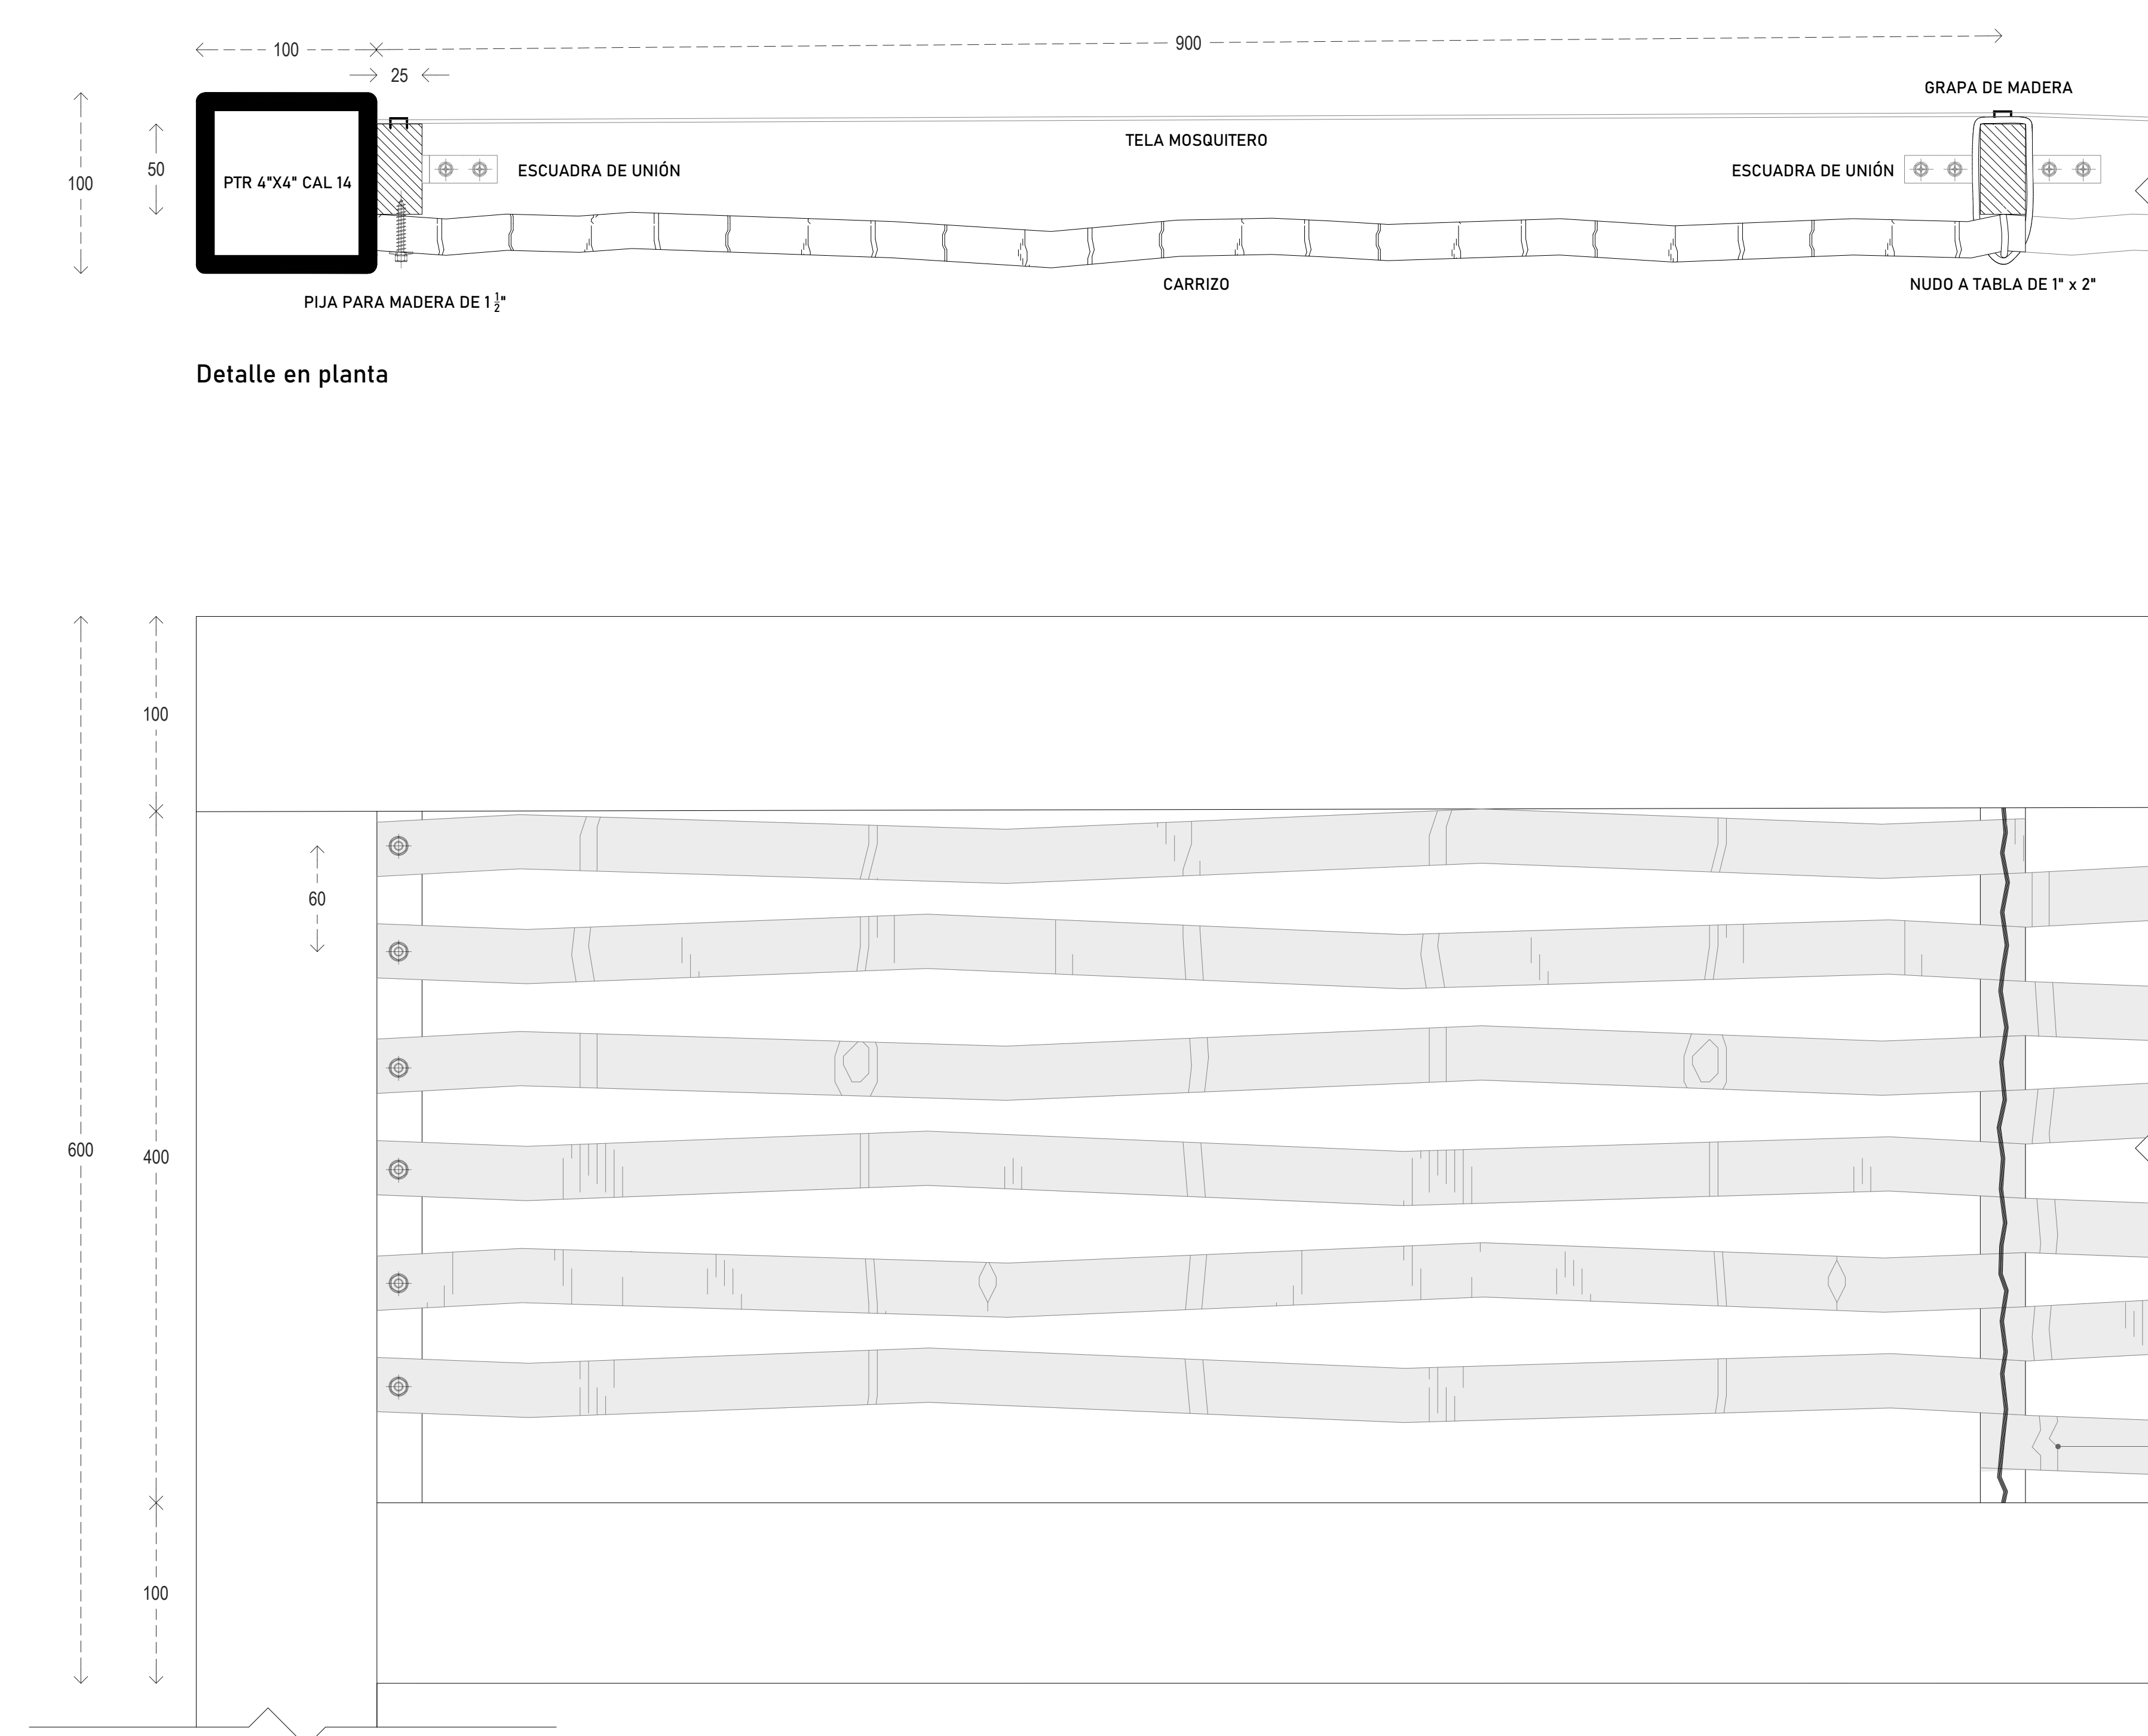 100
900
25
GRAPA DE MADERA
100
50
TELA MOSQUITERO
PTR 4"X4" CAL 14
ESCUADRA DE UNIÓN
ESCUADRA DE UNIÓN
PIJA PARA MADERA DE 1 1/2"
CARRIZO
NUDO A TABLA DE 1" x 2"
Detalle en planta
100
60
600
400
100